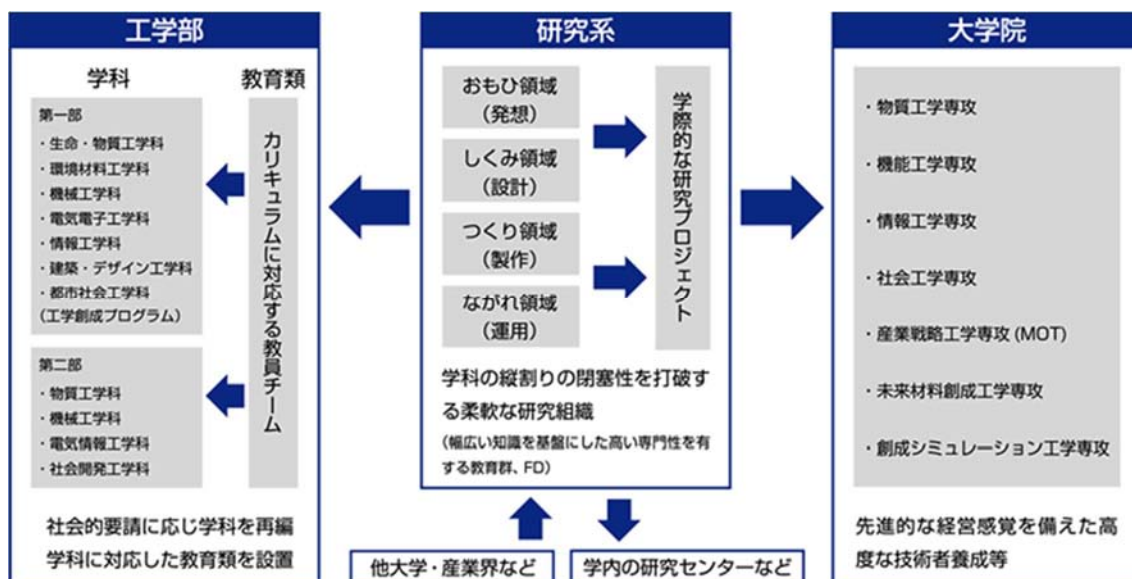 工学部
学科
教育類
第一部
・生命・物質工学科
・環境材料工学科
・機械工学科
・電気電子工学科
・情報工学科
・建築・デザイン工学科
・都市社会工学科
(工学創成プログラム)
第二部
・物質工学科
・機械工学科
・電気情報工学科
・社会開発工学科
カリキュラムに対応する教員チーム
社会的要請に応じ学科を再編
学科に対応した教育類を設置
研究系
おもひ領域
(発想)
しくみ領域
(設計)
つくり領域
(製作)
ながれ領域
(運用)
学際的な研究プロジェクト
学科の縦割りの閉塞性を打破す
る柔軟な研究組織
(幅広い知識を基盤にした高い専門性を有
する教育群、FD)
他大学・産業界など
学内の研究センターなど
大学院
・物質工学専攻
・機能工学専攻
・情報工学専攻
・社会工学専攻
・産業戦略工学専攻 (MOT)
・未来材料創成工学専攻
・創成シミュレーション工学専攻
先進的な経営感覚を備えた高
度な技術者養成等